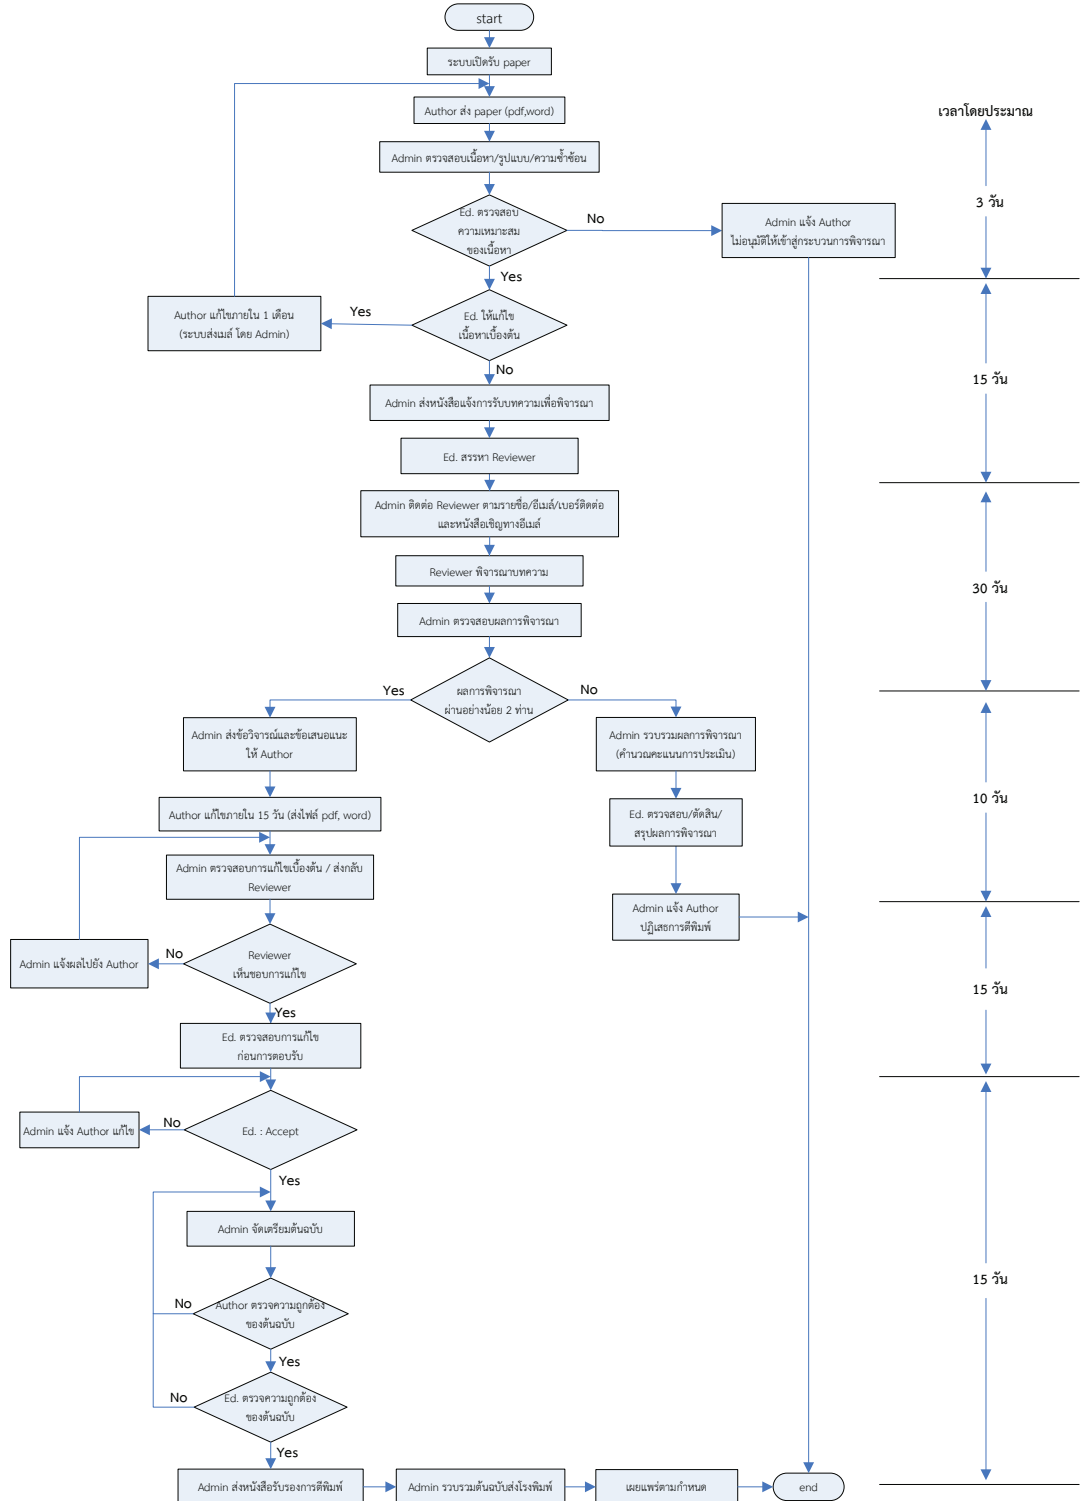 start
ระบบเปิดรับ paper
Author ส่ง paper (pdf,word)
เวลาโดยประมาณ
Admin ตรวจสอบเนื้อหา/รูปแบบ/ความซ้ำซ้อน
3 วัน
Ed. ตรวจสอบ
ความเหมาะสม
ของเนื้อหา
No
Admin แจ้ง Author
ไม่อนุมัติให้เข้าสู่กระบวนการพิจารณา
Yes
Author แก้ไขภายใน 1 เดือน
(ระบบส่งเมล์ โดย Admin)
Yes
Ed. ให้แก้ไข
เนื้อหาเบื้องต้น
No
15 วัน
Admin ส่งหนังสือแจ้งการรับบทความเพื่อพิจารณา
Ed. สรรหา Reviewer
Admin ติดต่อ Reviewer ตามรายชื่อ/อีเมล์/เบอร์ติดต่อ
และหนังสือเชิญทางอีเมล์
Reviewer พิจารณาบทความ
30 วัน
Admin ตรวจสอบผลการพิจารณา
Yes
ผลการพิจารณา
ผ่านอย่างน้อย 2 ท่าน
No
Admin ส่งข้อวิจารณ์และข้อเสนอแนะ
ให้ Author
Admin รวบรวมผลการพิจารณา
(คำนวณคะแนนการประเมิน)
Author แก้ไขภายใน 15 วัน (ส่งไฟล์ pdf, word)
Ed. ตรวจสอบ/ตัดสิน/
สรุปผลการพิจารณา
10 วัน
Admin ตรวจสอบการแก้ไขเบื้องต้น / ส่งกลับ
Reviewer
Admin แจ้ง Author
ปฏิเสธการตีพิมพ์
Admin แจ้งผลไปยัง Author
No
Reviewer
เห็นชอบการแก้ไข
15 วัน
Yes
Ed. ตรวจสอบการแก้ไข
ก่อนการตอบรับ
Admin แจ้ง Author แก้ไข
No
Ed. : Accept
Yes
Admin จัดเตรียมต้นฉบับ
15 วัน
No
Author ตรวจความถูกต้อง
ของต้นฉบับ
Yes
No
Ed. ตรวจความถูกต้อง
ของต้นฉบับ
Yes
Admin ส่งหนังสือรับรองการตีพิมพ์
Admin รวบรวมต้นฉบับส่งโรงพิมพ์
เผยแพร่ตามกำหนด
end